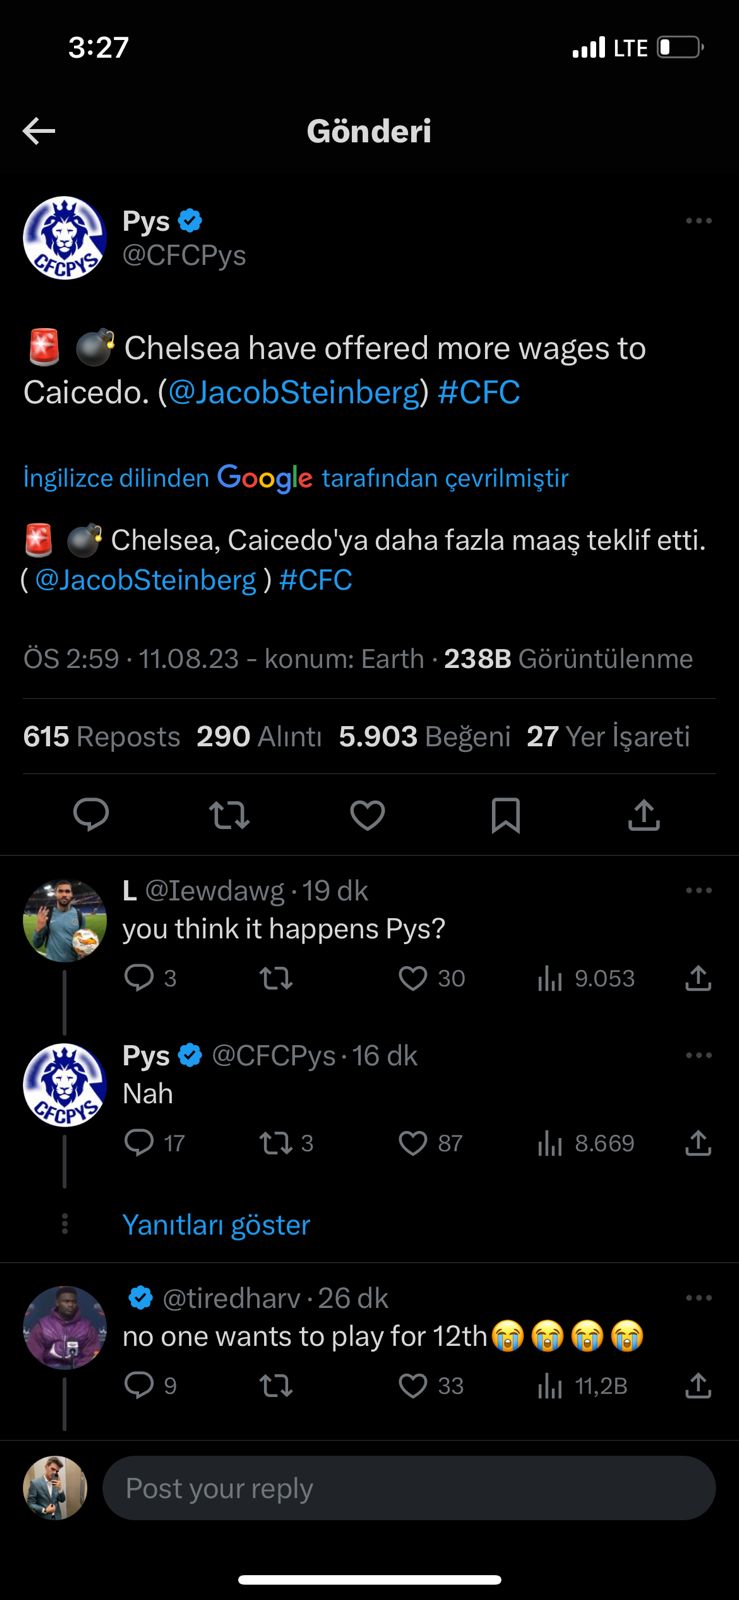 3:27
LTE
Gönderi
Pys
@CFCPys
CFCPYS
🚨 💣 Chelsea have offered more wages to
Caicedo. (@JacobSteinberg) #CFC
İngilizce dilinden Google tarafından çevrilmiştir
🚨 💣 Chelsea, Caicedo'ya daha fazla maaş teklif etti.
( @JacobSteinberg ) #CFC
ÖS 2:59 · 11.08.23 - konum: Earth · 238B Görüntülenme
615 Reposts 290 Alıntı 5.903 Beğeni 27 Yer İşareti
L @lewdawg · 19 dk
you think it happens Pys?
3 30 9.053
Pys @CFCPys · 16 dk
CFCPYS
Nah
17 3 87 8.669
Yanıtları göster
@tiredharv · 26 dk
no one wants to play for 12th😭😭😭😭
9 33 11,2B
Post your reply